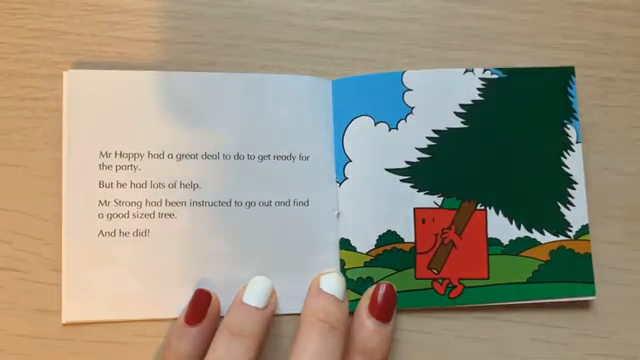 Mr Happy had a great deal to do to get ready for
the party.
But he had lots of help.
Mr Strong had been instructed to go out and find
a good sized tree.
And he did!